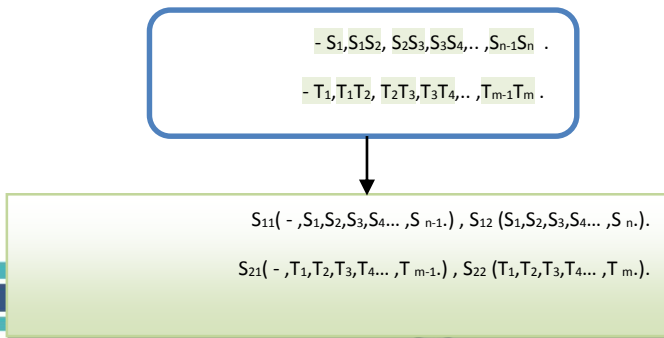 - S₁,S₁S₂, S₂S₃,S₃S₄,.. ,Sₙ₋₁Sₙ .
- T₁,T₁T₂, T₂T₃,T₃T₄,.. ,Tₘ₋₁Tₘ .
S₁₁( - ,S₁,S₂,S₃,S₄... ,S ₙ₋₁.) , S₁₂ (S₁,S₂,S₃,S₄... ,S ₙ.).
S₂₁( - ,T₁,T₂,T₃,T₄... ,T ₘ₋₁.) , S₂₂ (T₁,T₂,T₃,T₄... ,T ₘ.).